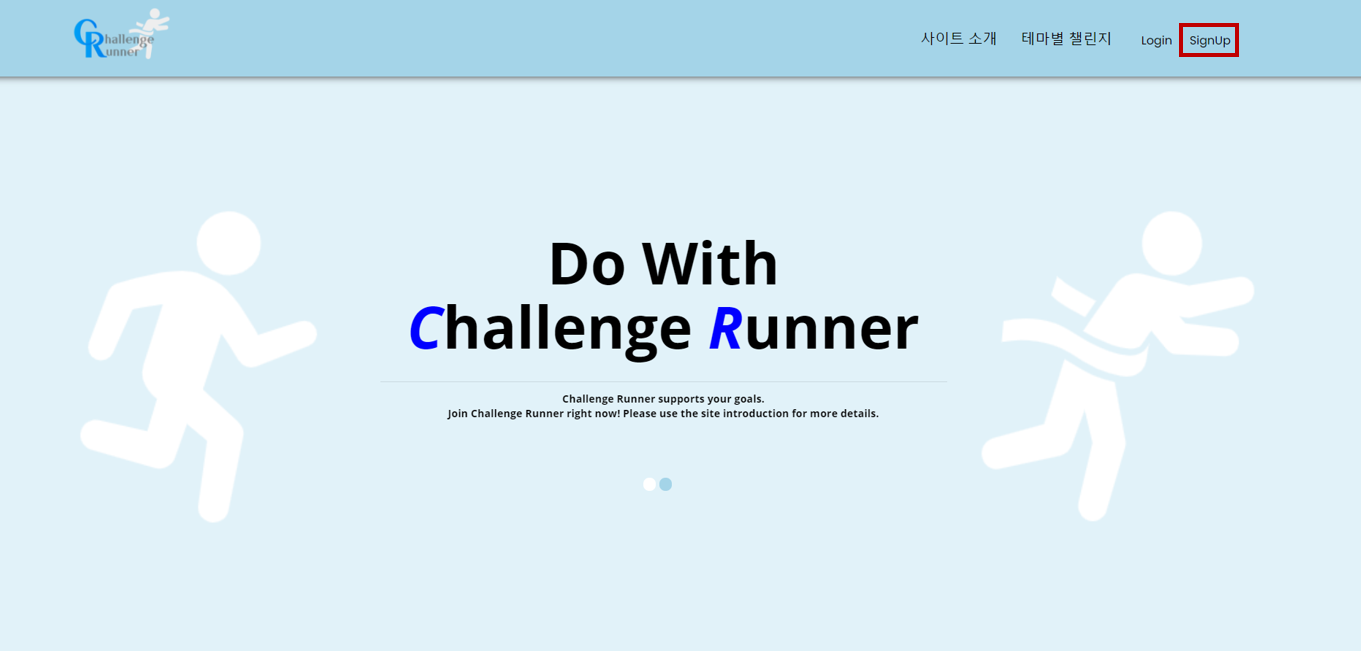 Challenge
Runner
사이트 소개
테마별 챌린지
Login
SignUp
Do With
Challenge Runner
Challenge Runner supports your goals.
Join Challenge Runner right now! Please use the site introduction for more details.